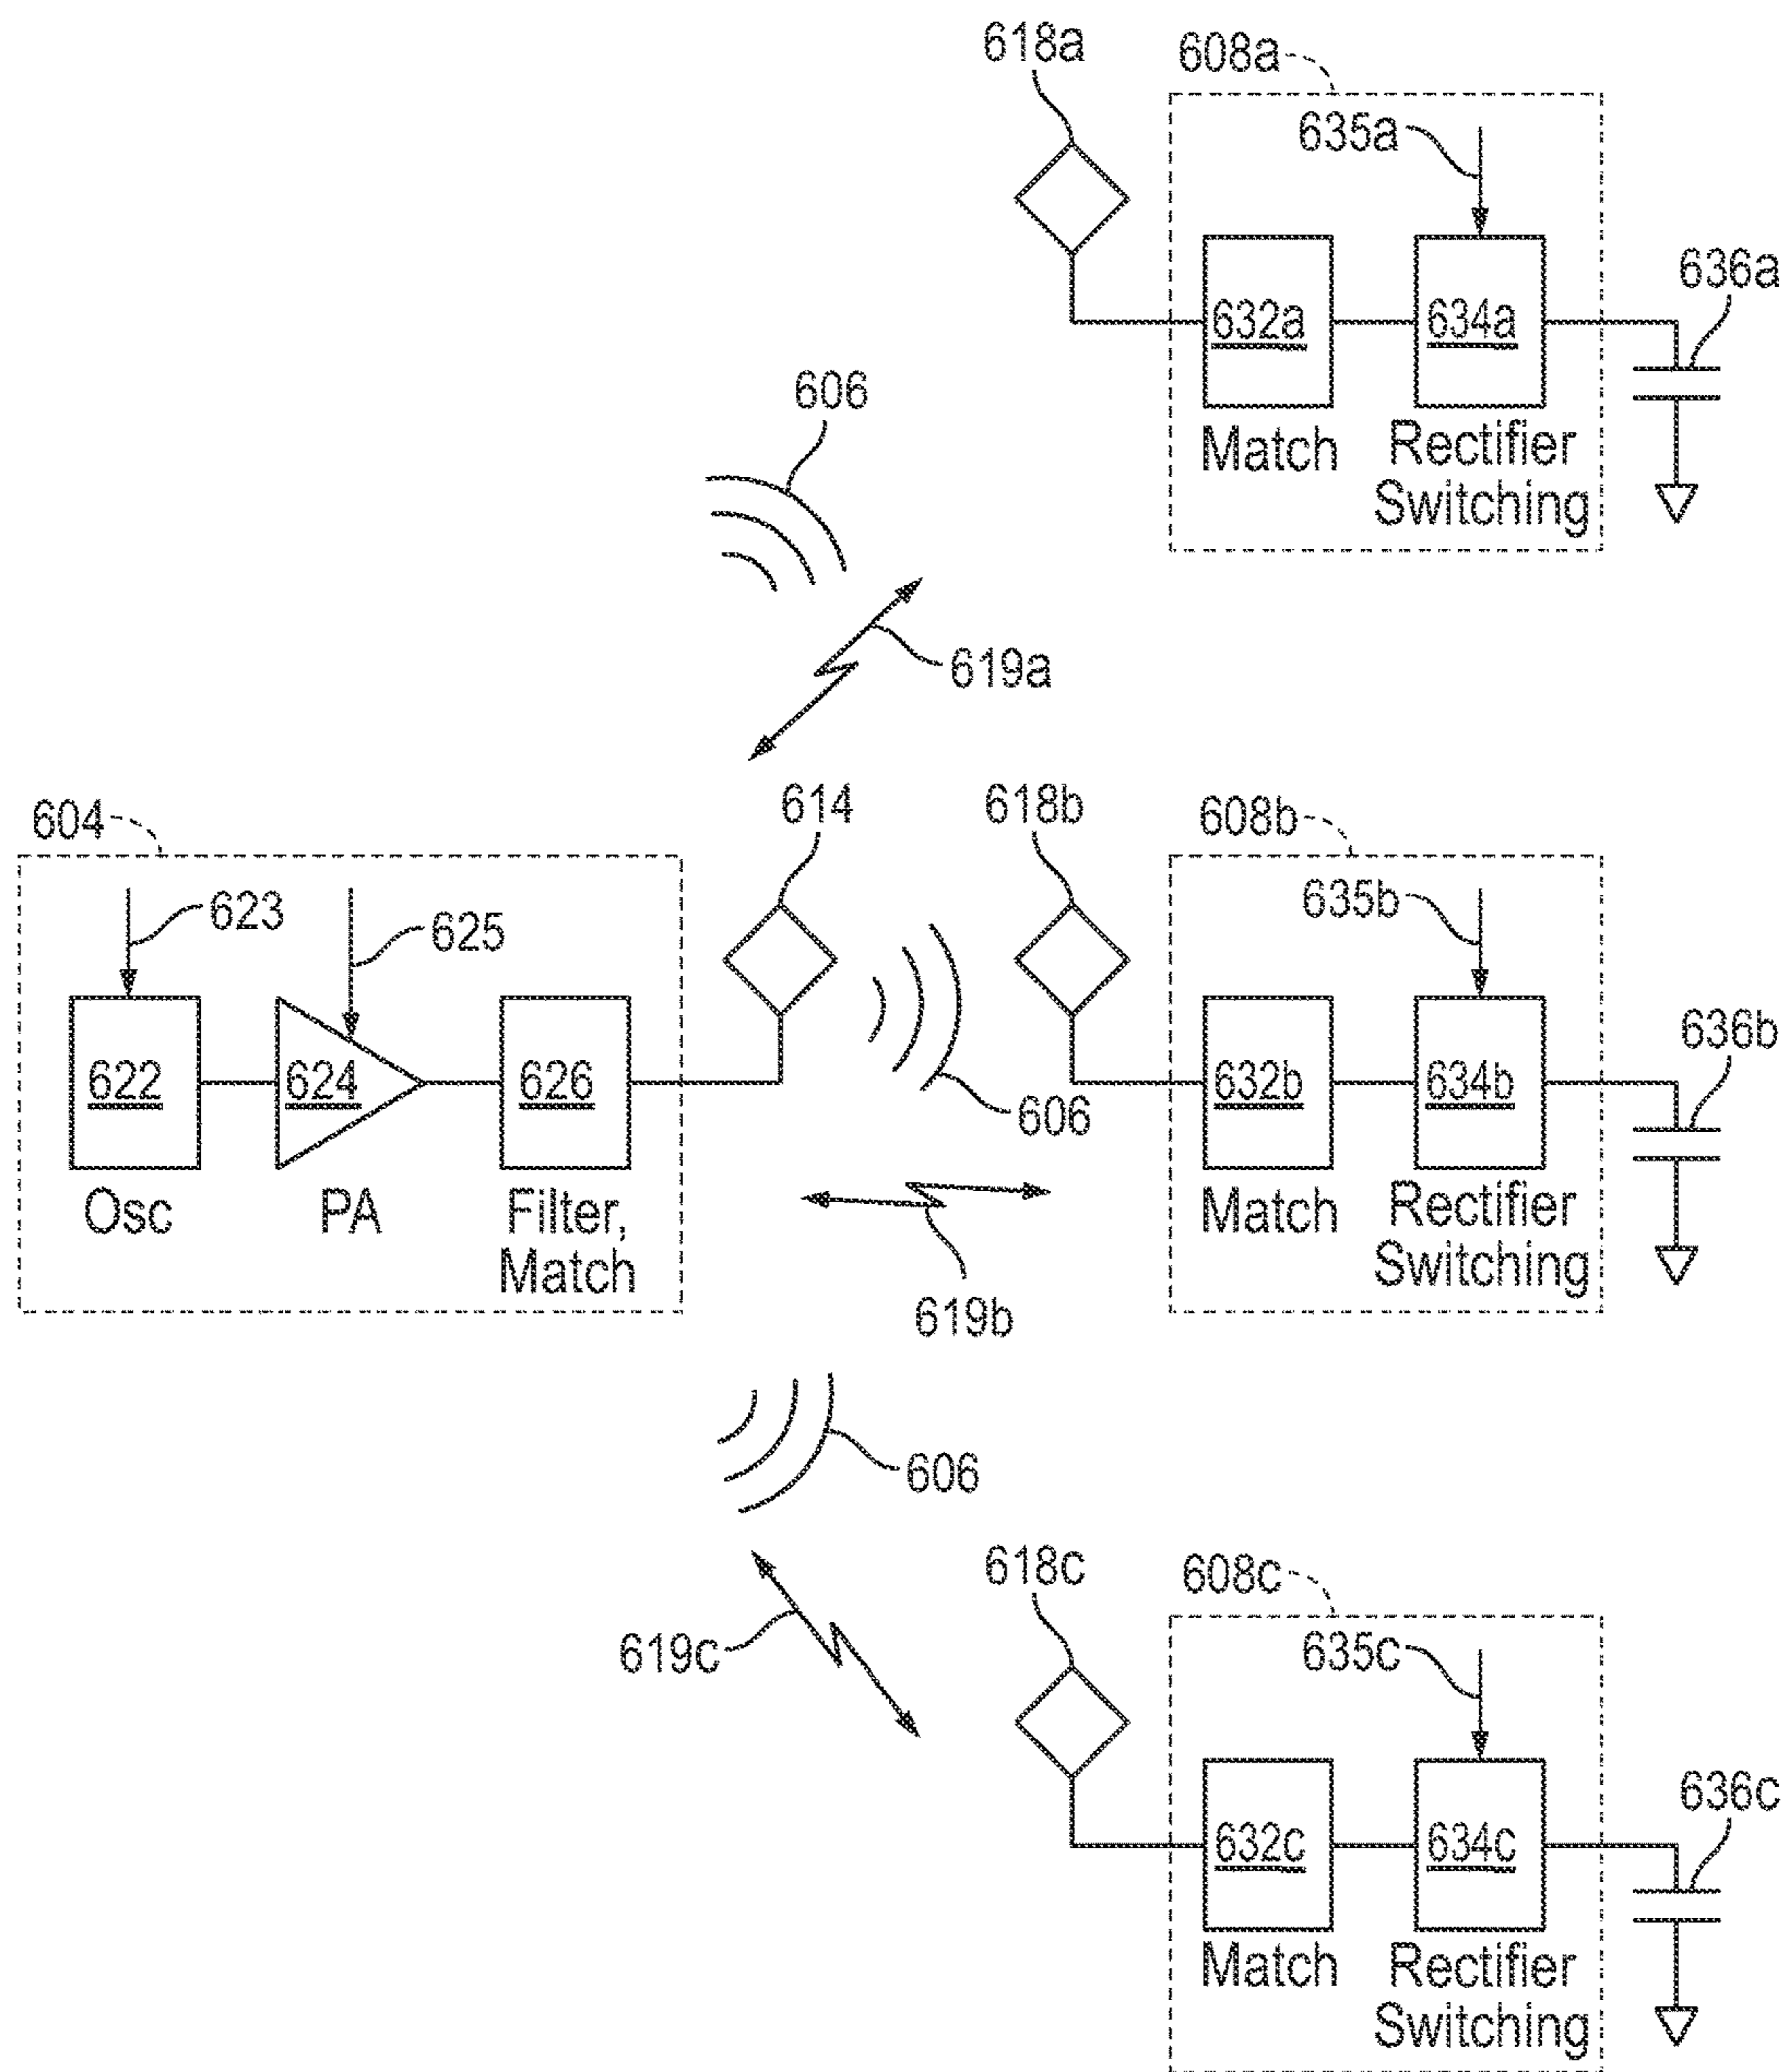 618a
608a
635a
636a
632a
634a
Match
Rectifier
Switching
606
619a
604
614
618b
608b
623
625
635b
636b
622
624
626
632b
634b
606
Osc
PA
Filter,
Match
Match
Rectifier
Switching
619b
606
618c
608c
619c
635c
636c
632c
634c
Match
Rectifier
Switching